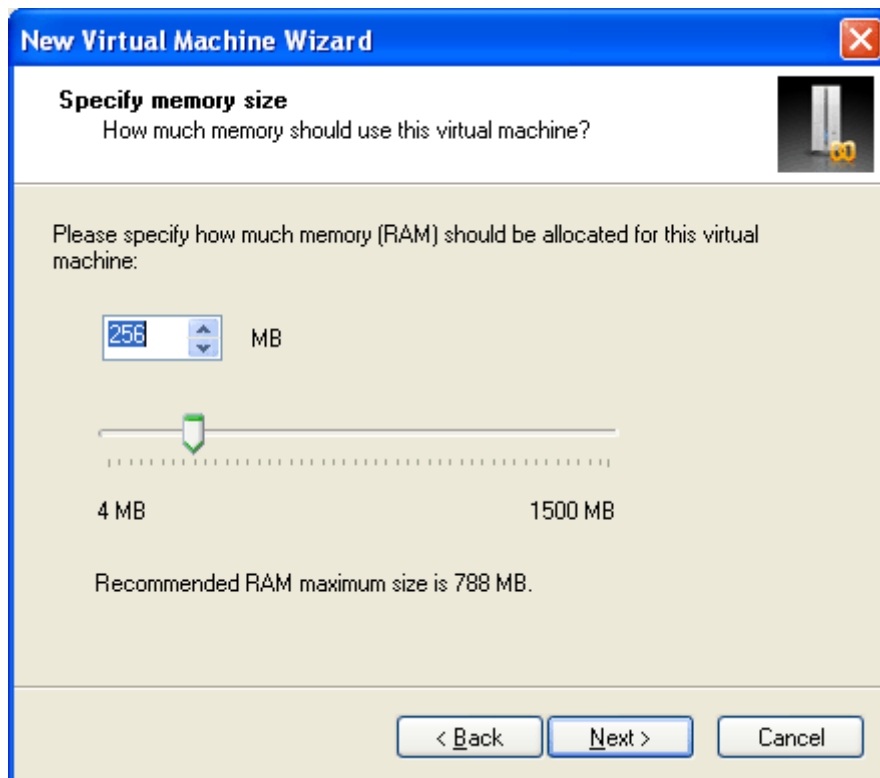 New Virtual Machine Wizard
Specify memory size
How much memory should use this virtual machine?
Please specify how much memory (RAM) should be allocated for this virtual
machine:
256 MB
4 MB 1500 MB
Recommended RAM maximum size is 788 MB.
< Back Next > Cancel